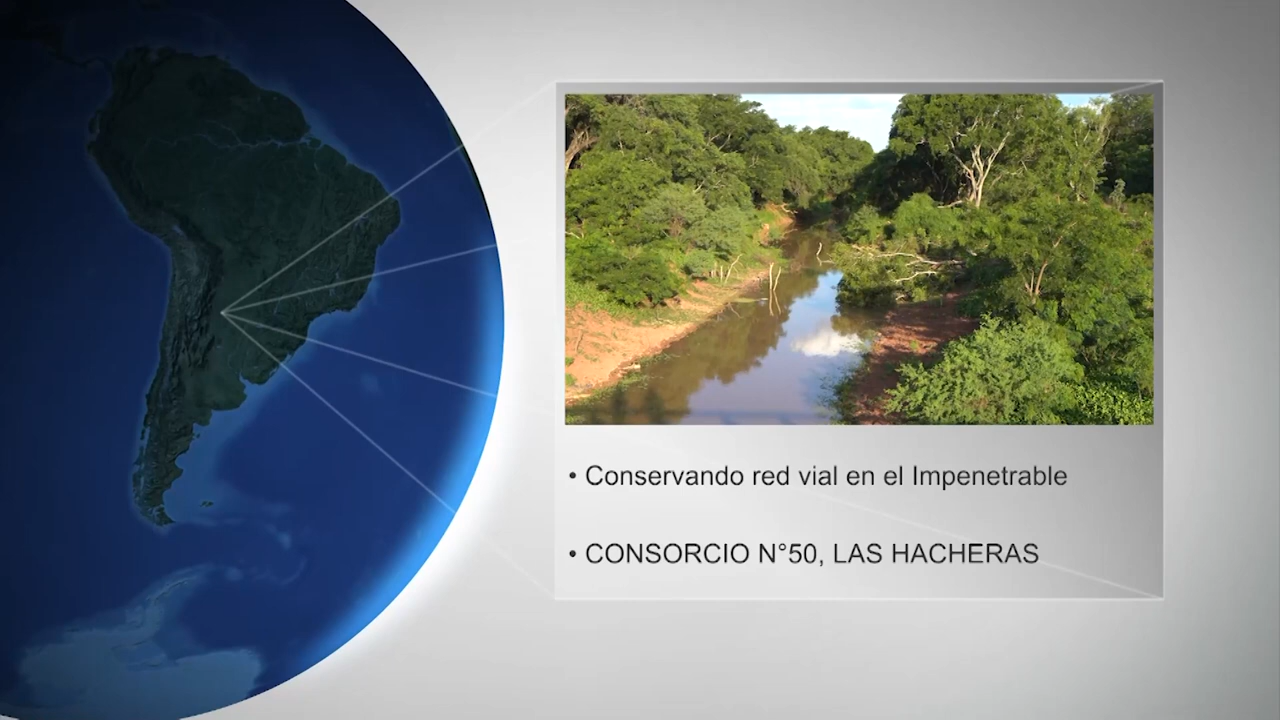 • Conservando red vial en el Impenetrable
• CONSORCIO N°50, LAS HACHERAS